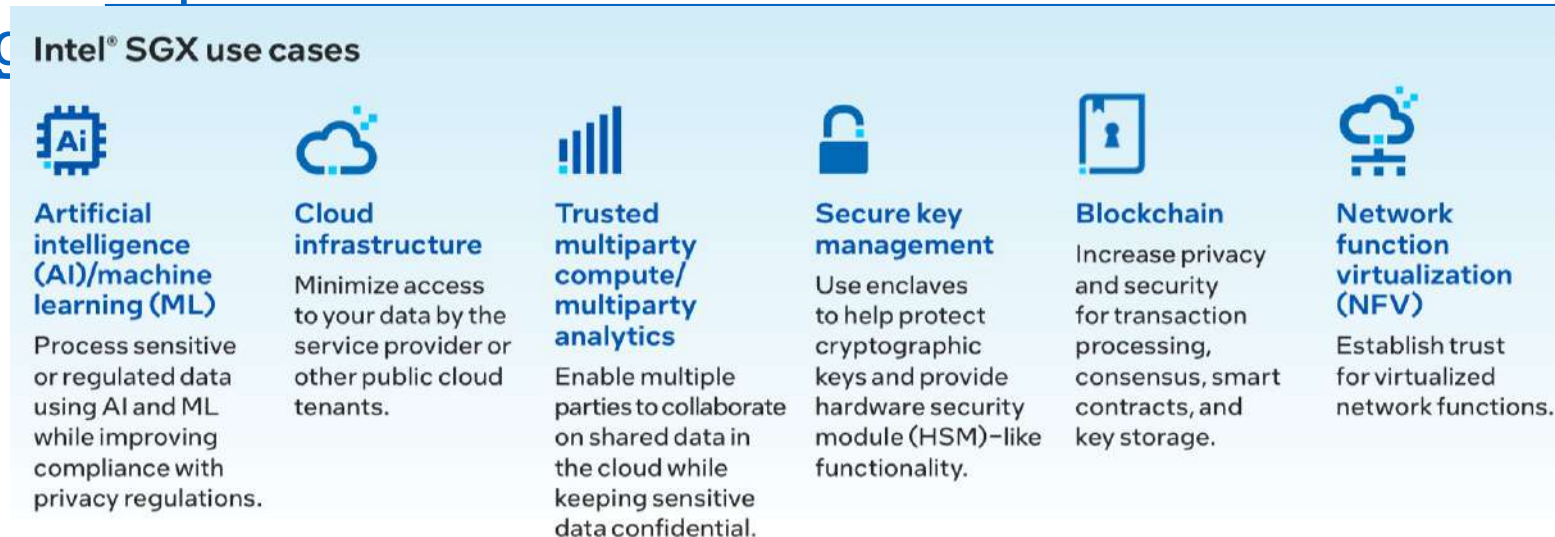 Intel® SGX use cases
Ai
Artificial
intelligence
(AI)/machine
learning (ML)
Process sensitive
or regulated data
using AI and ML
while improving
compliance with
privacy regulations.
Cloud
infrastructure
Minimize access
to your data by the
service provider or
other public cloud
tenants.
Trusted
multiparty
compute/
multiparty
analytics
Enable multiple
parties to collaborate
on shared data in
the cloud while
keeping sensitive
data confidential.
Secure key
management
Use enclaves
to help protect
cryptographic
keys and provide
hardware security
module (HSM)–like
functionality.
Blockchain
Increase privacy
and security
for transaction
processing,
consensus, smart
contracts, and
key storage.
Network
function
virtualization
(NFV)
Establish trust
for virtualized
network functions.